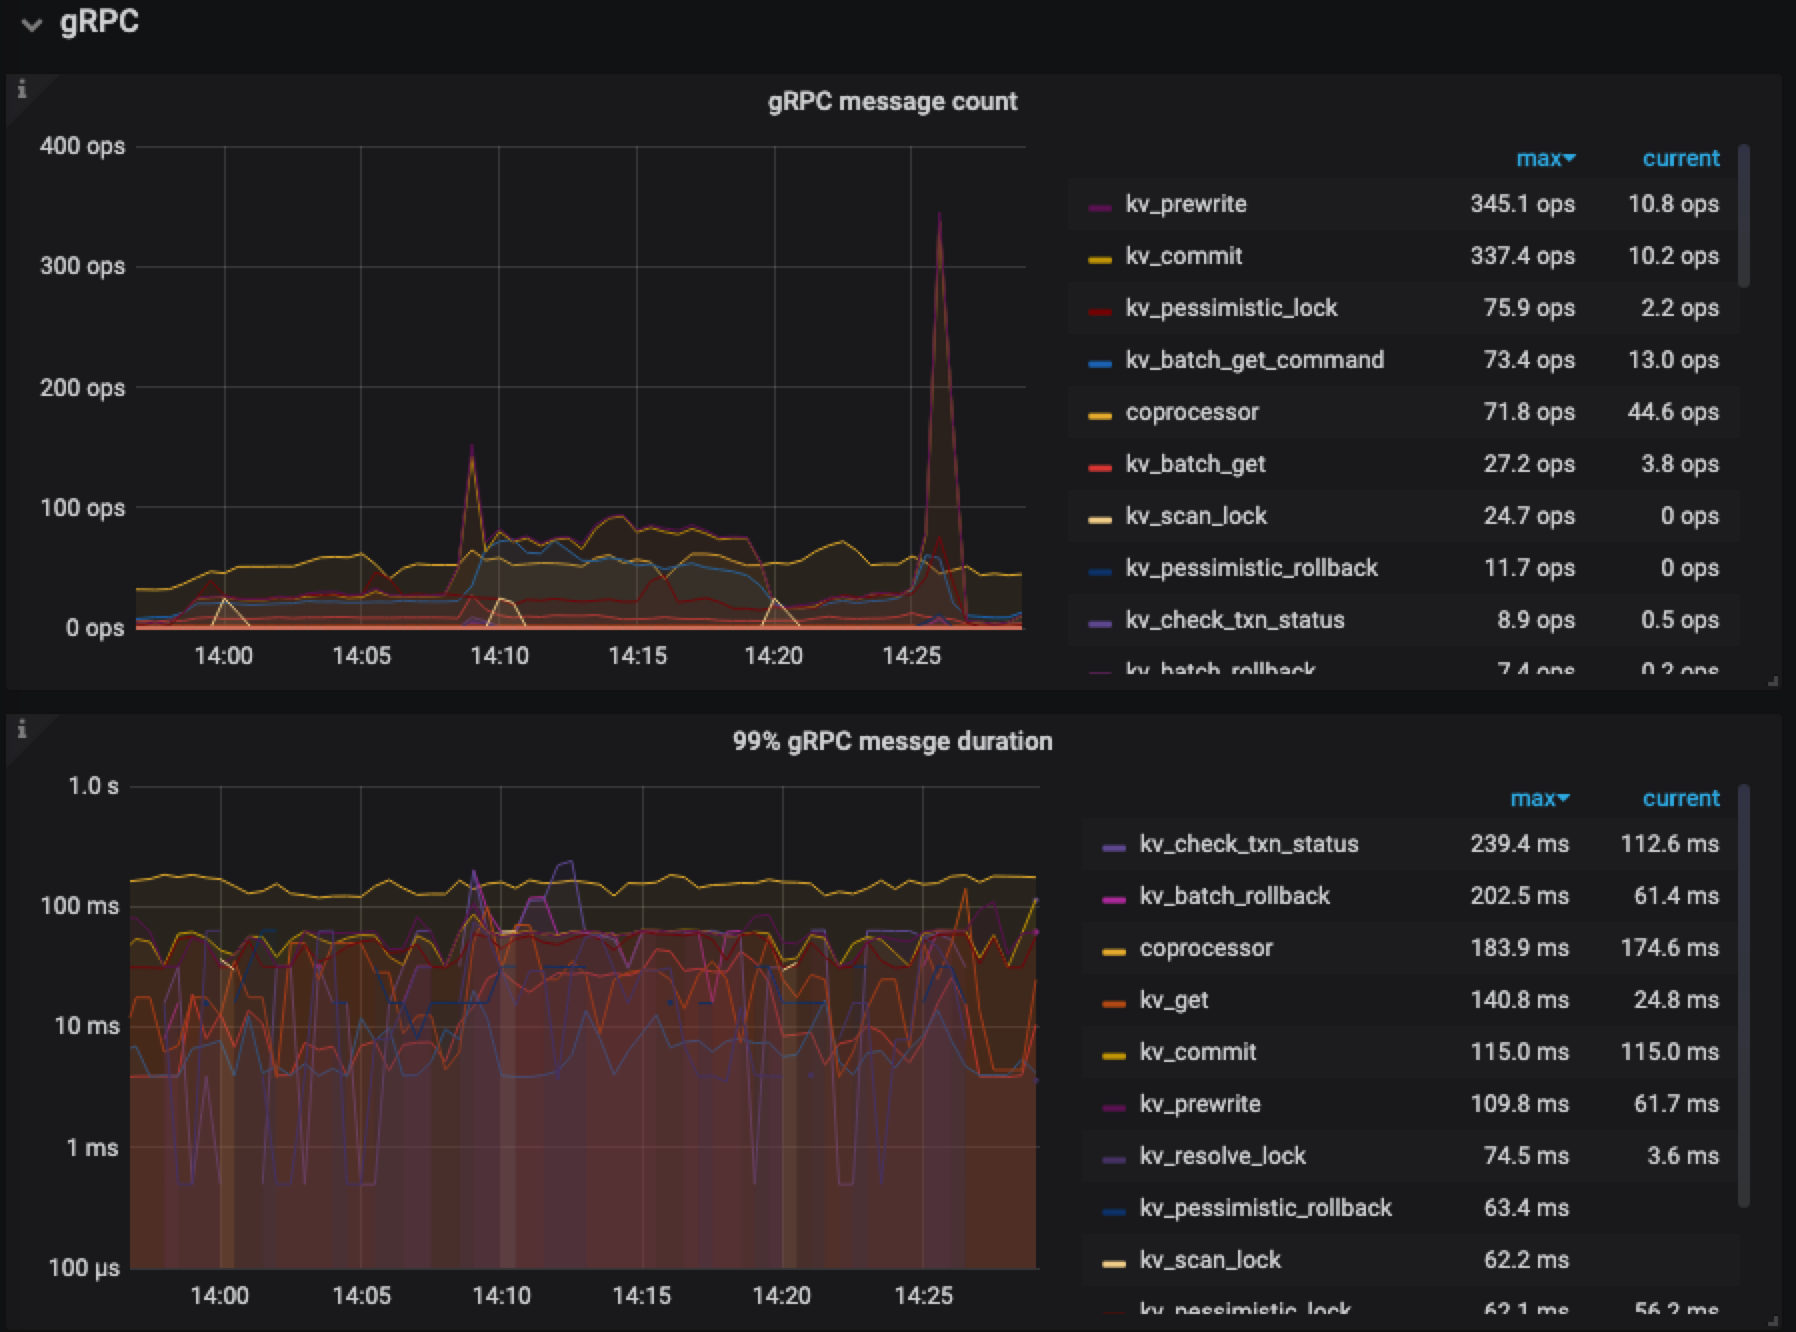 gRPC
gRPC message count
400 ops
300 ops
200 ops
100 ops
0 ops
14:00 14:05 14:10 14:15 14:20 14:25
max current
kv_prewrite 345.1 ops 10.8 ops
kv_commit 337.4 ops 10.2 ops
kv_pessimistic_lock 75.9 ops 2.2 ops
kv_batch_get_command 73.4 ops 13.0 ops
coprocessor 71.8 ops 44.6 ops
kv_batch_get 27.2 ops 3.8 ops
kv_scan_lock 24.7 ops 0 ops
kv_pessimistic_rollback 11.7 ops 0 ops
kv_check_txn_status 8.9 ops 0.5 ops
kv_batch_rollback 7.4 ops 0.2 ops
99% gRPC messge duration
1.0 s
100 ms
10 ms
1 ms
100 µs
14:00 14:05 14:10 14:15 14:20 14:25
max current
kv_check_txn_status 239.4 ms 112.6 ms
kv_batch_rollback 202.5 ms 61.4 ms
coprocessor 183.9 ms 174.6 ms
kv_get 140.8 ms 24.8 ms
kv_commit 115.0 ms 115.0 ms
kv_prewrite 109.8 ms 61.7 ms
kv_resolve_lock 74.5 ms 3.6 ms
kv_pessimistic_rollback 63.4 ms
kv_scan_lock 62.2 ms
kv_pessimistic_lock 62.1 ms 56.2 ms